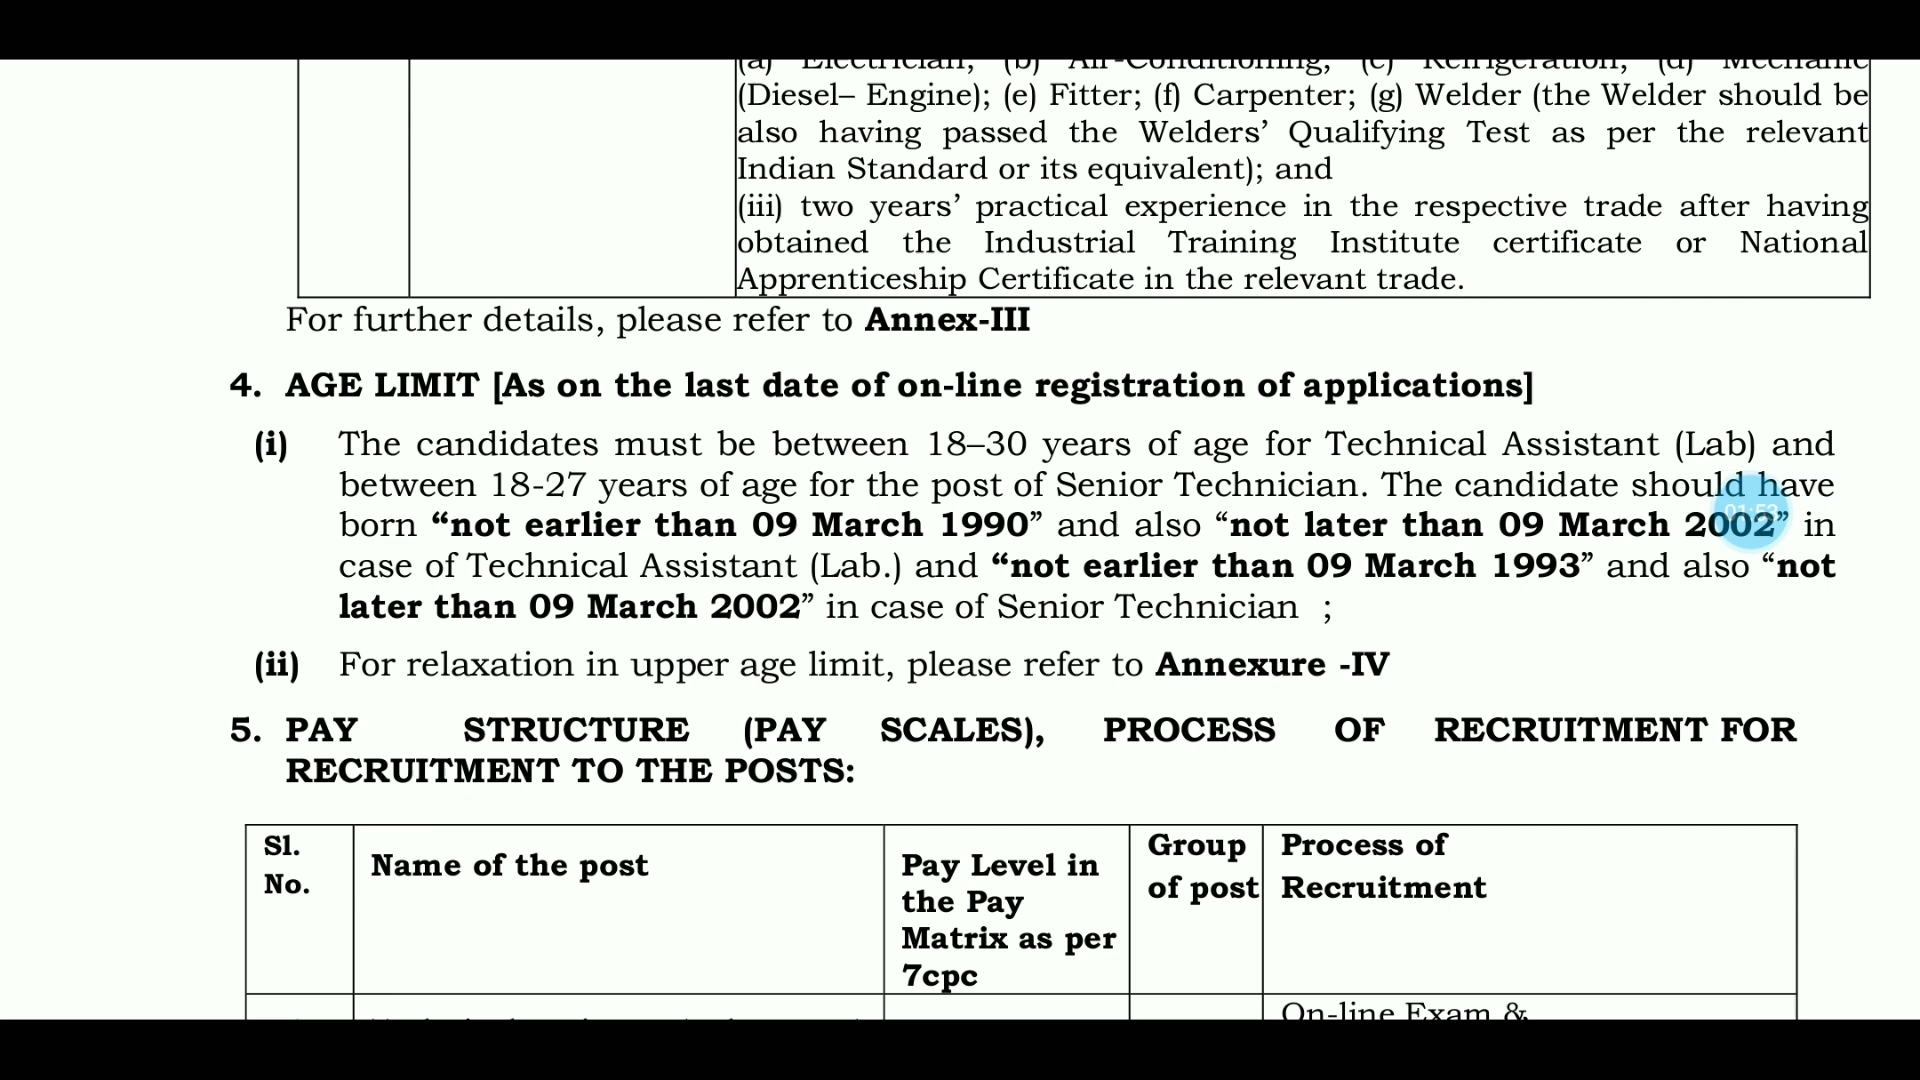 (a) Electrician; (b) Air-Conditioning; (c) Refrigeration; (d) Mechanic
(Diesel– Engine); (e) Fitter; (f) Carpenter; (g) Welder (the Welder should be
also having passed the Welders’ Qualifying Test as per the relevant
Indian Standard or its equivalent); and
(iii) two years’ practical experience in the respective trade after having
obtained the Industrial Training Institute certificate or National
Apprenticeship Certificate in the relevant trade.
For further details, please refer to Annex-III
4. AGE LIMIT [As on the last date of on-line registration of applications]
(i) The candidates must be between 18–30 years of age for Technical Assistant (Lab) and
between 18-27 years of age for the post of Senior Technician. The candidate should have
01:53
born “not earlier than 09 March 1990” and also “not later than 09 March 2002” in
case of Technical Assistant (Lab.) and “not earlier than 09 March 1993” and also “not
later than 09 March 2002” in case of Senior Technician ;
(ii) For relaxation in upper age limit, please refer to Annexure -IV
5. PAY STRUCTURE (PAY SCALES), PROCESS OF RECRUITMENT FOR
RECRUITMENT TO THE POSTS:
Sl.
No.
Name of the post
Pay Level in
the Pay
Matrix as per
7cpc
Group
of post
Process of
Recruitment
On-line Exam &